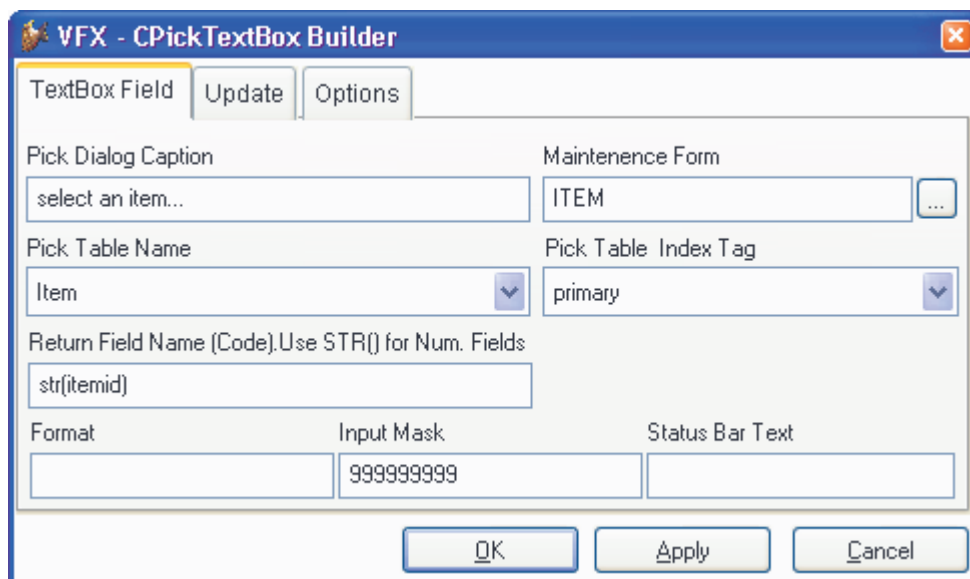 VFX - CPickTextBox Builder
TextBox Field Update Options
Pick Dialog Caption Maintenence Form
select an item... ITEM ...
Pick Table Name Pick Table Index Tag
Item primary
Return Field Name (Code).Use STR() for Num. Fields
str(itemid)
Format Input Mask Status Bar Text
999999999
OK Apply Cancel